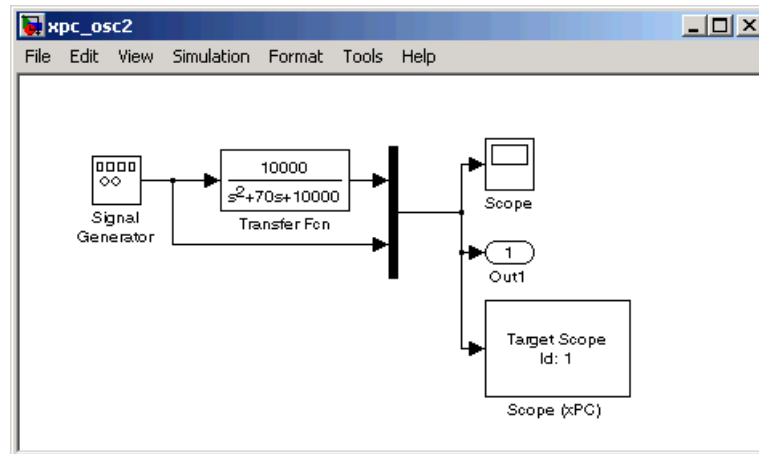 xpc_osc2
File Edit View Simulation Format Tools Help
10000
s²+70s+10000
Transfer Fcn
Signal
Generator
Scope
1
Out1
Target Scope
Id: 1
Scope (xPC)